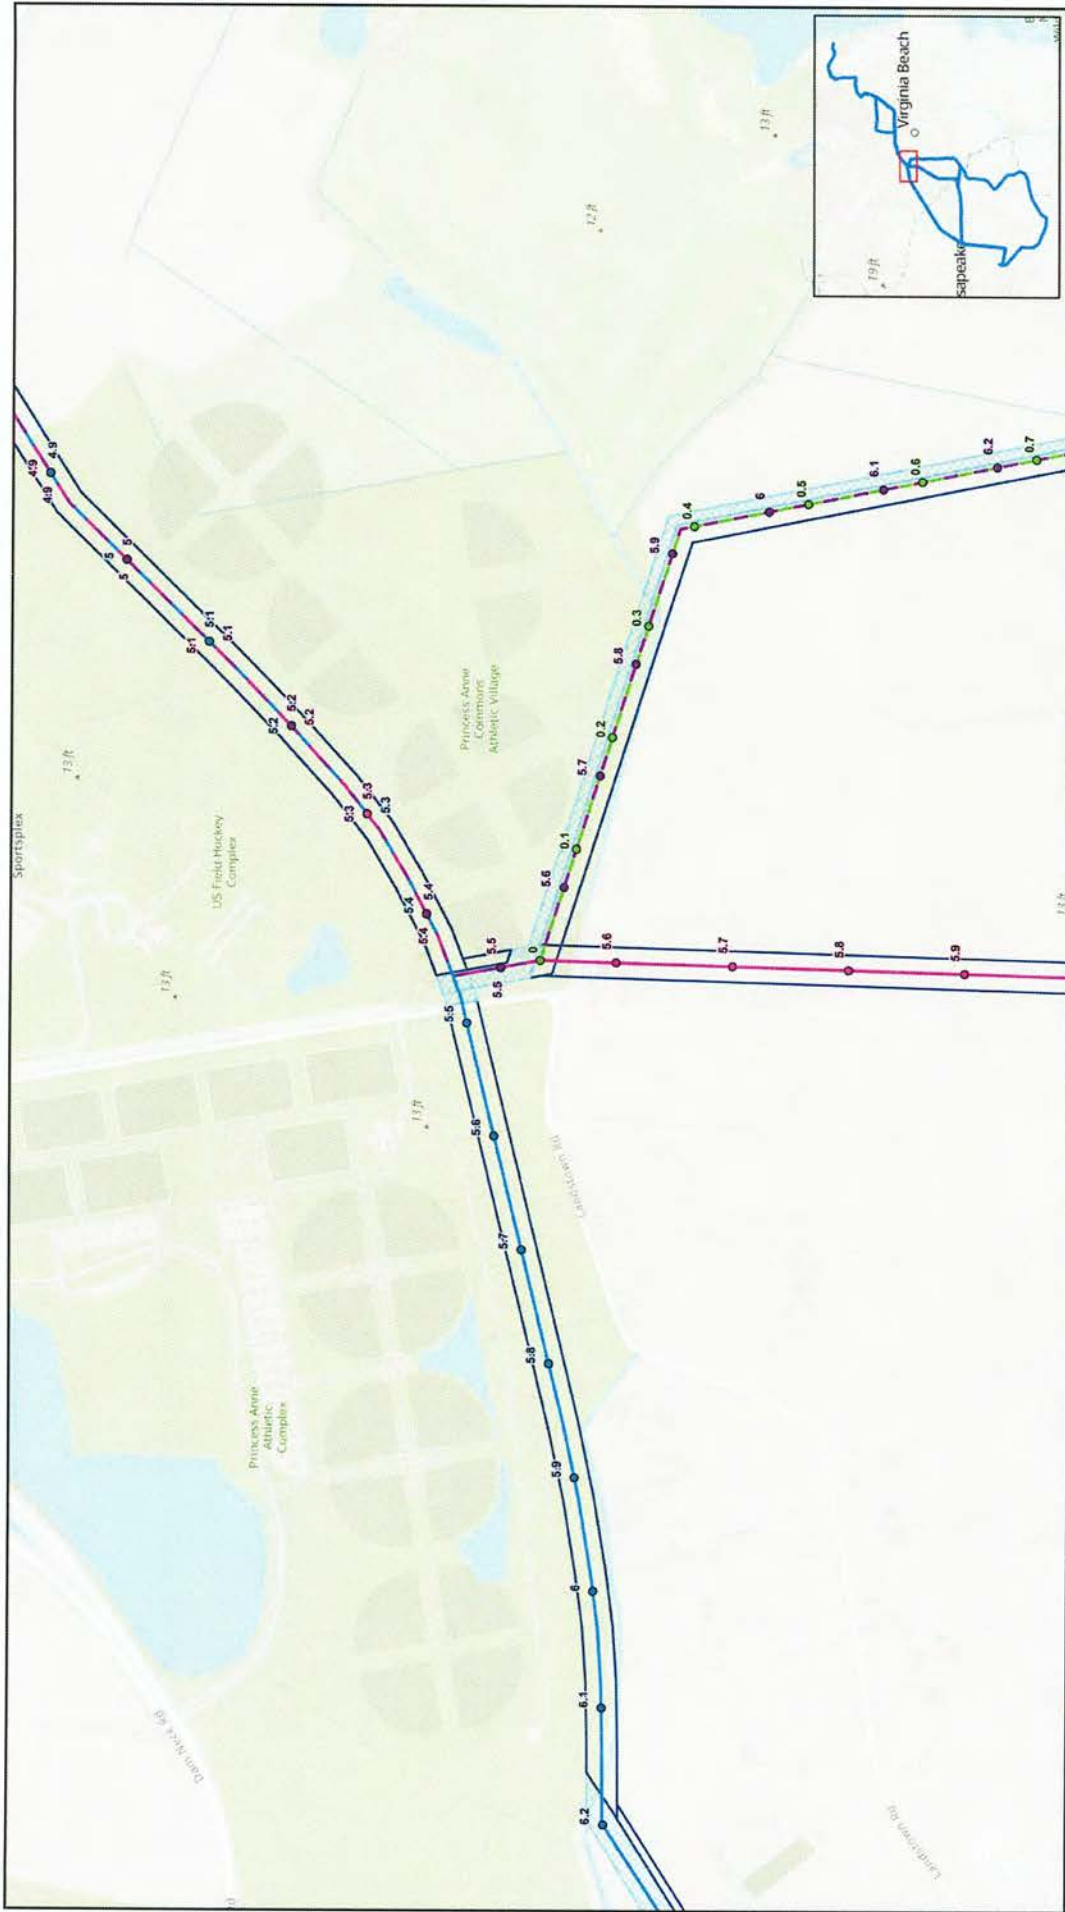 Sportsplex
13 ft
US Field Hockey
Complex
13 ft
13 ft
Princess Anne
Athletic
Complex
Dam Neck Rd
Rd
Princess Anne
Commons
Athletic Village
12 ft
13 ft
Landstown Rd
Landstown Rd
13 ft
4.9
4.9
4.9
5
5
5
5.1
5.1
5.1
5.2
5.2
5.2
5.3
5.3
5.3
5.4
5.4
5.4
5.5
5.5
5.5
5.6
5.7
5.8
5.9
6
6.1
6.2
0
5.6
0.1
5.7
0.2
5.8
0.3
5.9
0.4
6
0.5
6.1
0.6
6.2
0.7
5.6
5.7
5.8
5.9
Virginia Beach
sapeake
19 ft